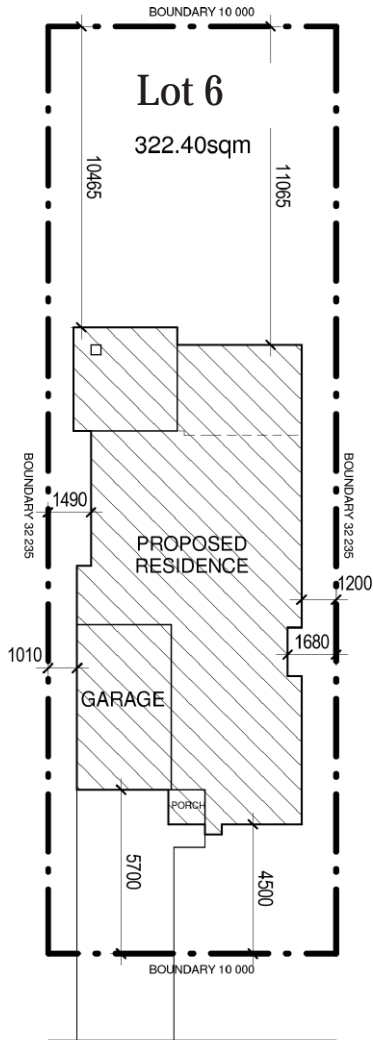 BOUNDARY 10 000
Lot 6
322.40sqm
10465
11065
BOUNDARY 32 235
BOUNDARY 32 235
1490
PROPOSED
RESIDENCE
1200
1010
1680
GARAGE
PORCH
5700
4500
BOUNDARY 10 000